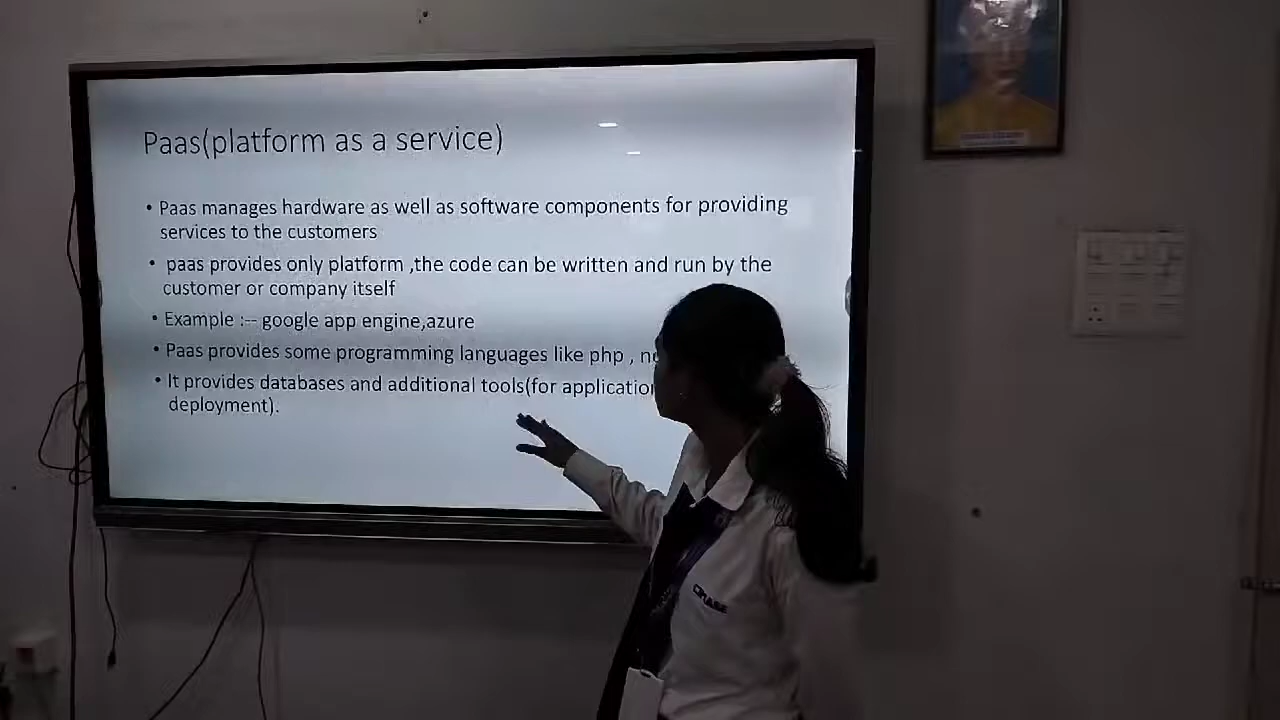 Paas(platform as a service)
• Paas manages hardware as well as software components for providing
services to the customers
• paas provides only platform ,the code can be written and run by the
customer or company itself
• Example :-- google app engine,azure
• Paas provides some programming languages like php ,
• It provides databases and additional tools(for application
deployment).
CIMAGE